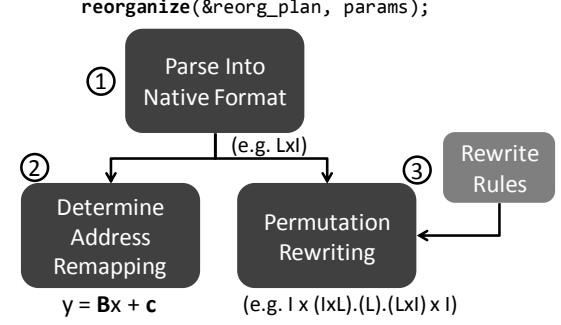 reorganize(&reorg_plan, params);
1
Parse Into
Native Format
(e.g. LxI)
2
3
Rewrite
Rules
Determine
Address
Remapping
Permutation
Rewriting
y = Bx + c
(e.g. I x (IxL).(L).(LxI) x I)